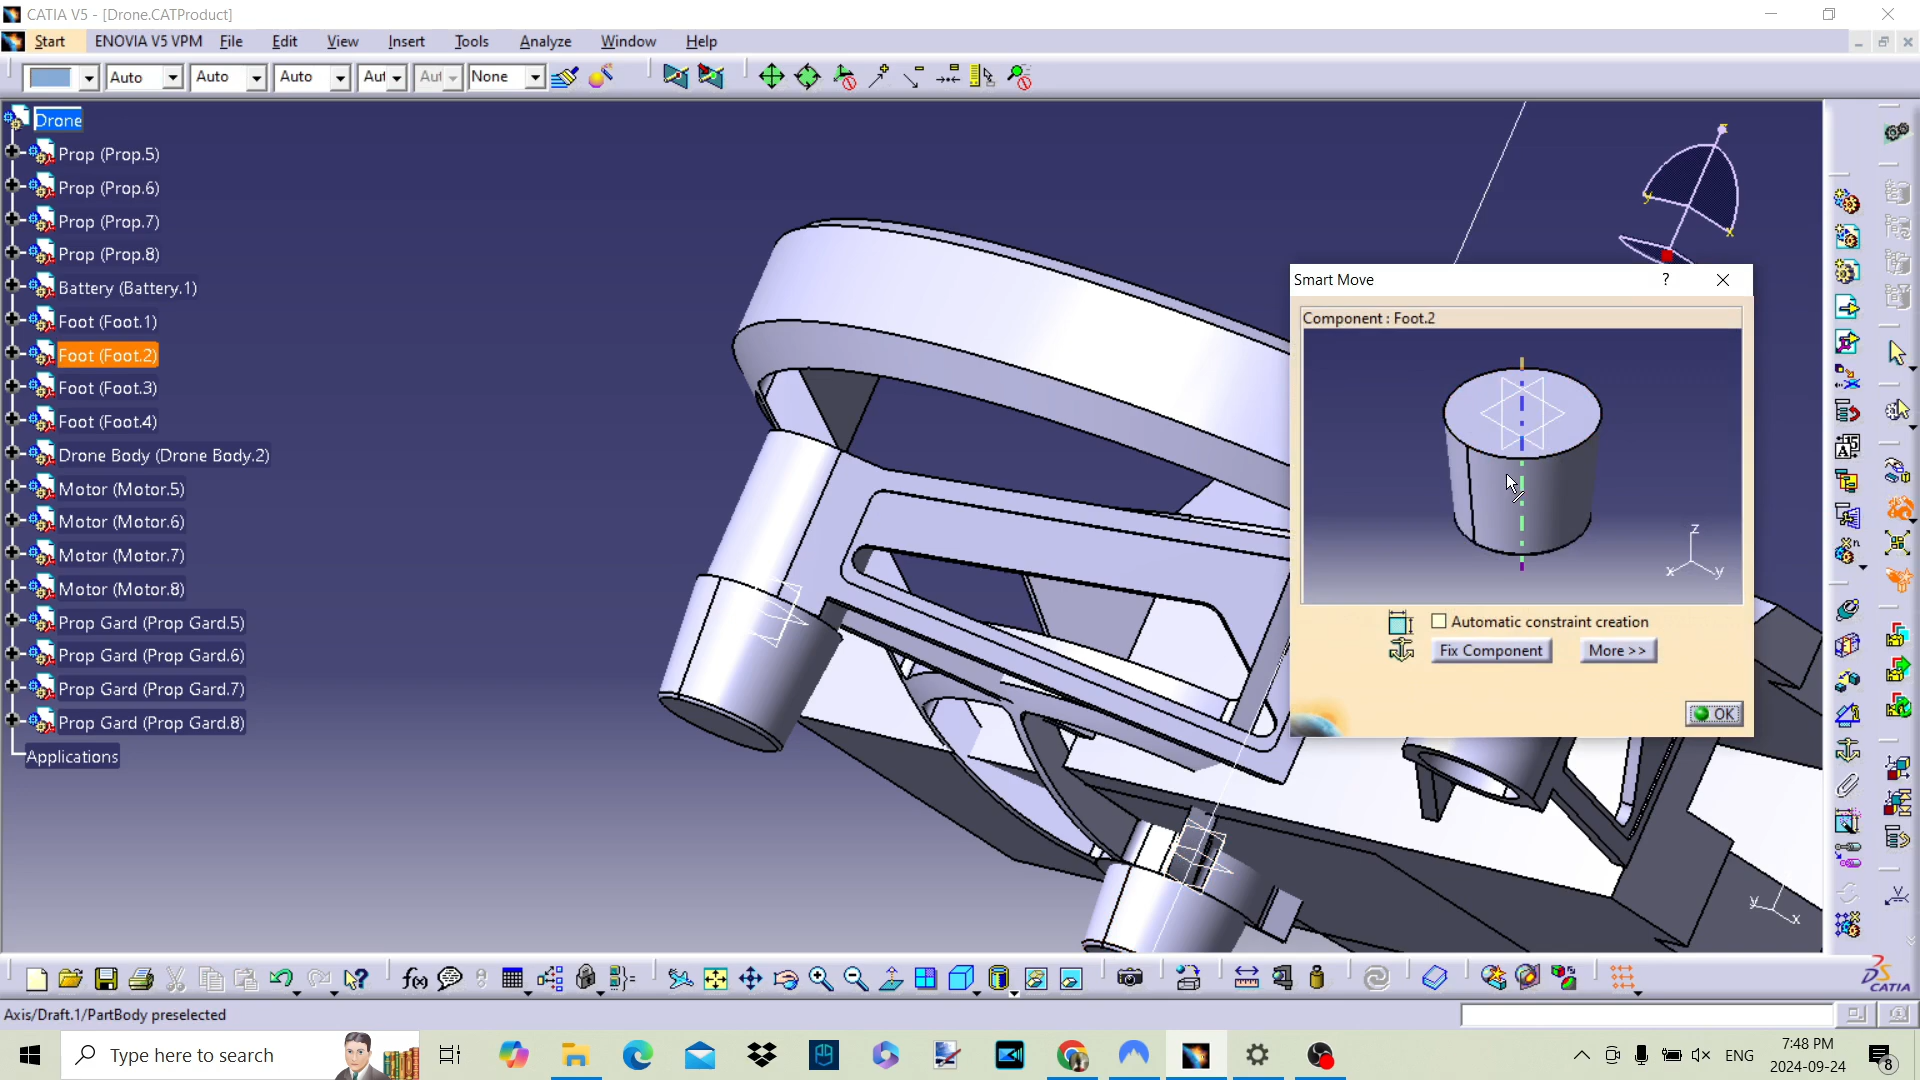 CATIA V5 - [Drone.CATProduct]
Start ENOVIA V5 VPM File Edit View Insert Tools Analyze Window Help
Auto Auto Auto Aut Aut None
Drone
Prop (Prop.5)
Prop (Prop.6)
Prop (Prop.7)
Prop (Prop.8)
Battery (Battery.1)
Foot (Foot.1)
Foot (Foot.2)
Foot (Foot.3)
Foot (Foot.4)
Drone Body (Drone Body.2)
Motor (Motor.5)
Motor (Motor.6)
Motor (Motor.7)
Motor (Motor.8)
Prop Gard (Prop Gard.5)
Prop Gard (Prop Gard.6)
Prop Gard (Prop Gard.7)
Prop Gard (Prop Gard.8)
Applications
z
y
x
Smart Move ?
Component : Foot.2
z
x y
Automatic constraint creation
Fix Component More >>
OK
y x
f(x)
CATIA
Axis/Draft.1/PartBody preselected
Type here to search
ENG
7:48 PM
2024-09-24
8